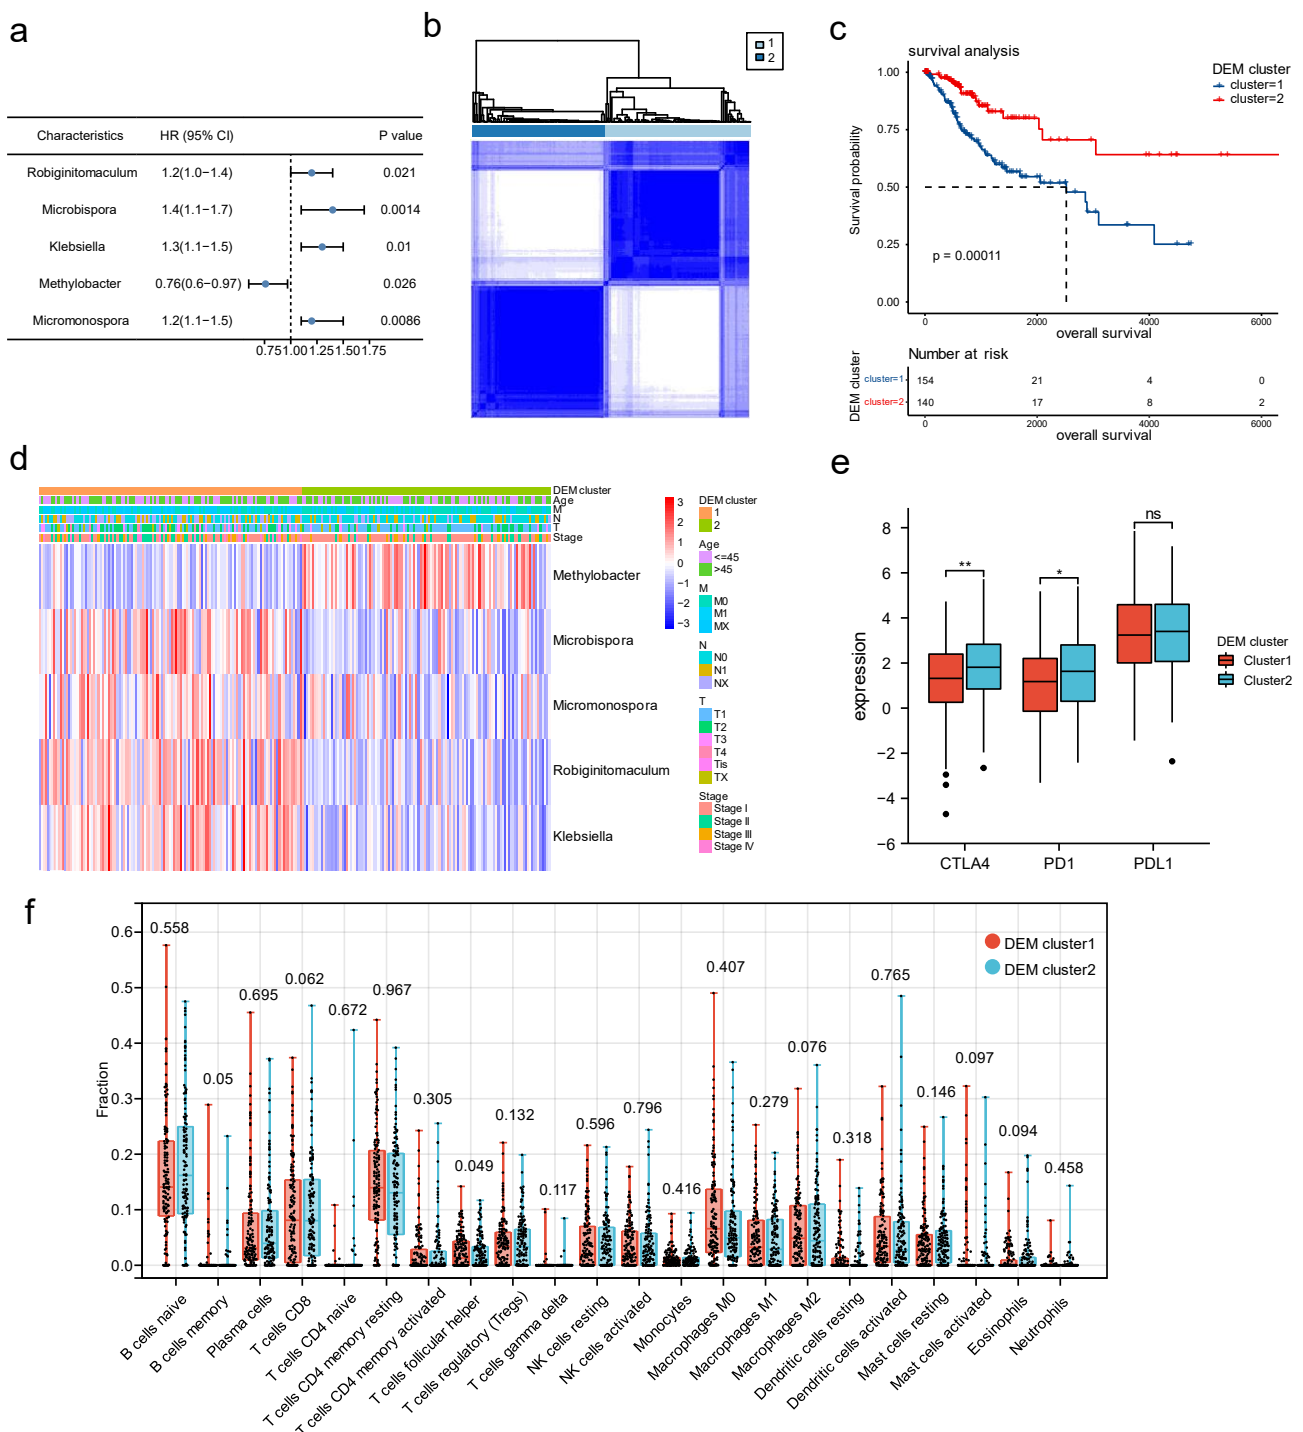 a
Characteristics HR (95% CI) P value
Robiginitomaculum 1.2(1.0−1.4) 0.021
Microbispora 1.4(1.1−1.7) 0.0014
Klebsiella 1.3(1.1−1.5) 0.01
Methylobacter 0.76(0.6−0.97) 0.026
Micromonospora 1.2(1.1−1.5) 0.0086
0.75 1.00 1.25 1.50 1.75
b
1
2
c
survival analysis
DEM cluster
cluster=1
cluster=2
Survival probability
1.00
0.75
0.50
0.25
0.00
p = 0.00011
0 2000 4000 6000
overall survival
Number at risk
DEM cluster
cluster=1 154 21 4 0
cluster=2 140 17 8 2
0 2000 4000 6000
overall survival
d
DEM cluster
Age
M
N
T
Stage
Methylobacter
Microbispora
Micromonospora
Robiginitomaculum
Klebsiella
3
2
1
0
−1
−2
−3
DEM cluster
1
2
Age
<=45
>45
M
M0
M1
MX
N
N0
N1
NX
T
T1
T2
T3
T4
Tis
TX
Stage
Stage I
Stage II
Stage III
Stage IV
e
expression
8
6
4
2
0
−2
−4
−6
** * ns
CTLA4 PD1 PDL1
DEM cluster
Cluster1
Cluster2
f
Fraction
0.6
0.5
0.4
0.3
0.2
0.1
0.0
0.558 0.05 0.695 0.062 0.672 0.967 0.305 0.049 0.132 0.117 0.596 0.796 0.416 0.407 0.279 0.076 0.318 0.765 0.146 0.097 0.094 0.458
DEM cluster1
DEM cluster2
B cells naive
B cells memory
Plasma cells
T cells CD8
T cells CD4 naive
T cells CD4 memory resting
T cells CD4 memory activated
T cells follicular helper
T cells regulatory (Tregs)
T cells gamma delta
NK cells resting
NK cells activated
Monocytes
Macrophages M0
Macrophages M1
Macrophages M2
Dendritic cells resting
Dendritic cells activated
Mast cells resting
Mast cells activated
Eosinophils
Neutrophils